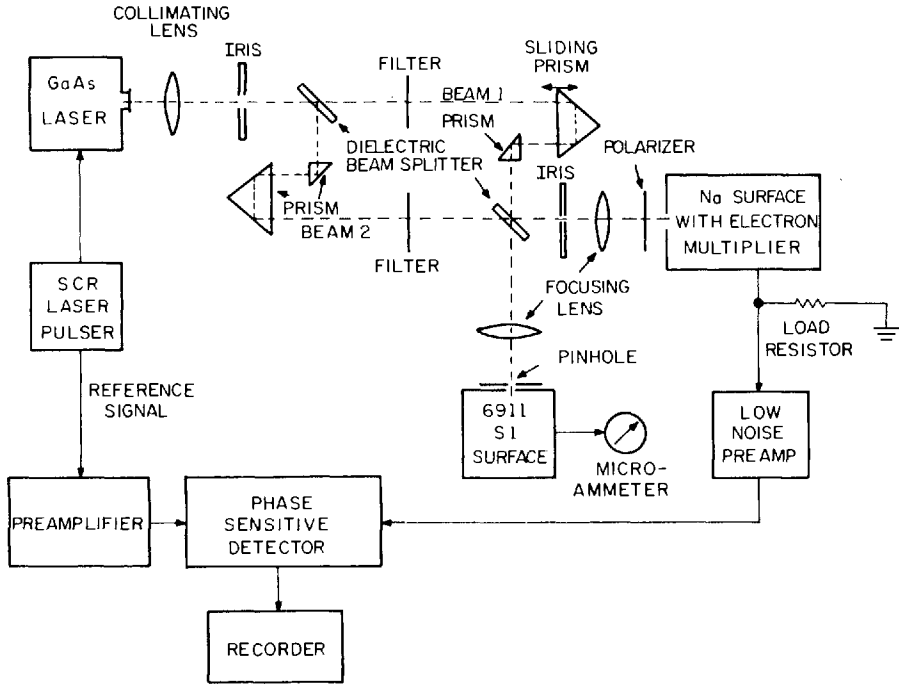 COLLIMATING
LENS
IRIS
GaAs
LASER
FILTER
SLIDING
PRISM
BEAM 1
PRISM
DIELECTRIC
BEAM SPLITTER
IRIS
POLARIZER
PRISM
BEAM 2
FILTER
Na SURFACE
WITH ELECTRON
MULTIPLIER
SCR
LASER
PULSER
FOCUSING
LENS
LOAD
RESISTOR
PINHOLE
REFERENCE
SIGNAL
6911
S1
SURFACE
MICRO-
AMMETER
LOW
NOISE
PREAMP
PREAMPLIFIER
PHASE
SENSITIVE
DETECTOR
RECORDER